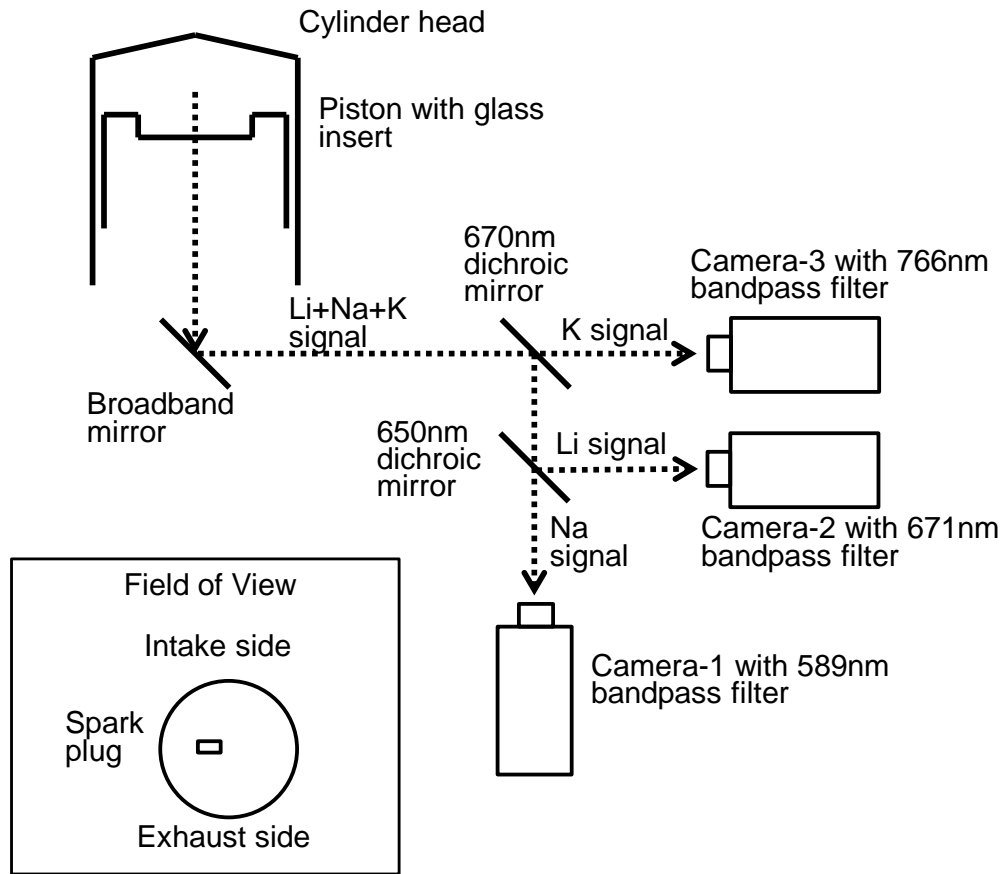 Cylinder head
Piston with glass
insert
670nm
dichroic
mirror
Camera-3 with 766nm
bandpass filter
Li+Na+K
signal
K signal
Broadband
mirror
650nm
dichroic
mirror
Li signal
Na
signal
Camera-2 with 671nm
bandpass filter
Field of View
Intake side
Spark
plug
Exhaust side
Camera-1 with 589nm
bandpass filter